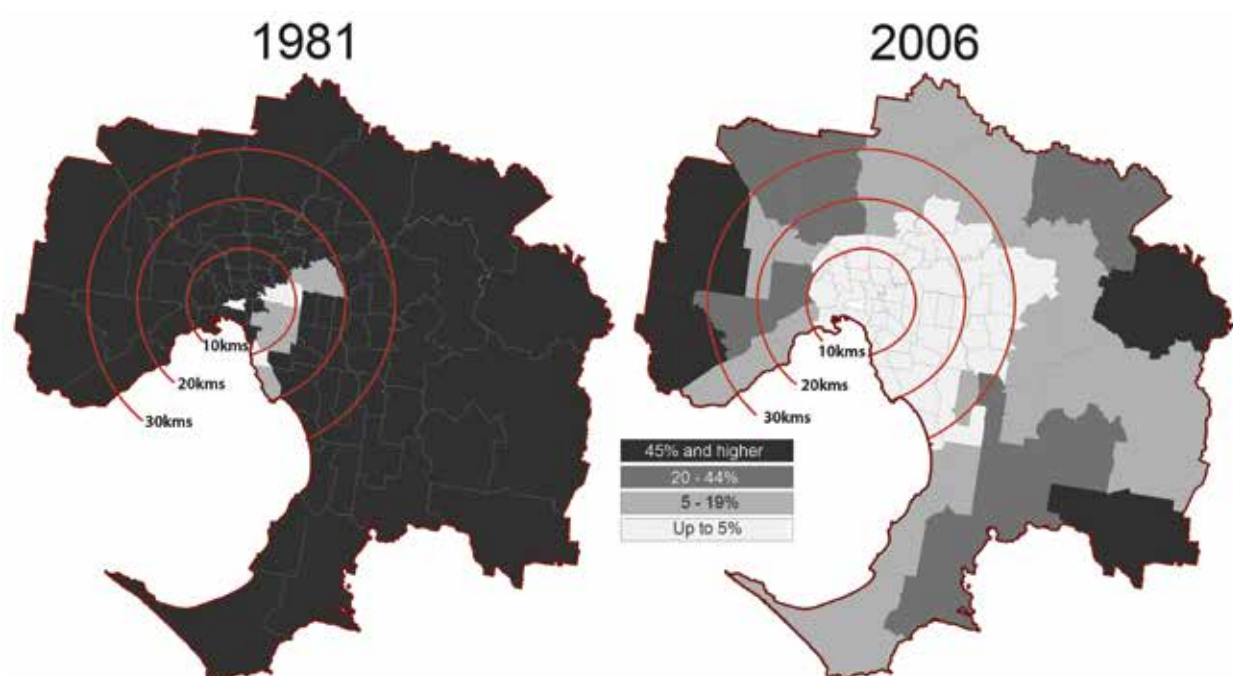 1981
2006
10kms
20kms
30kms
10kms
20kms
30kms
45% and higher
20 - 44%
5 - 19%
Up to 5%